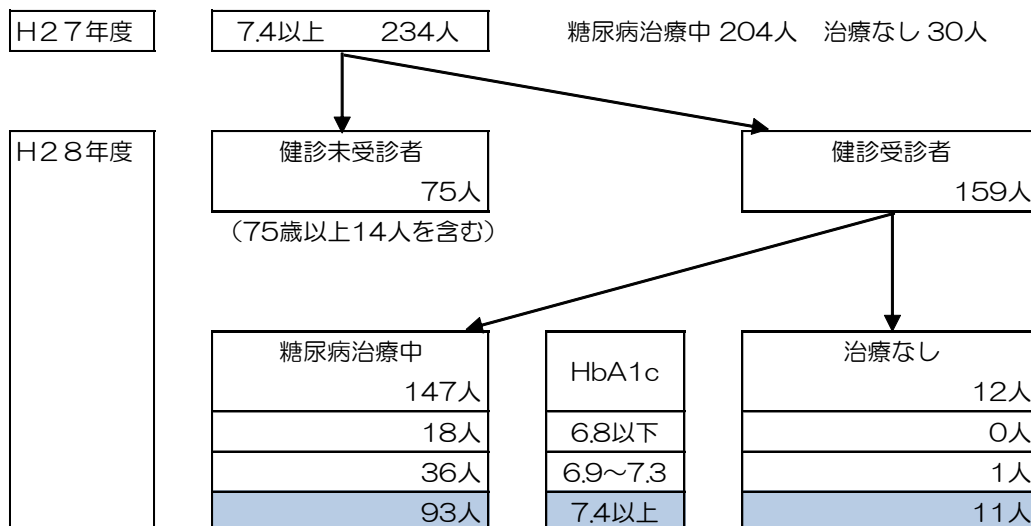 H27年度 7.4以上 234人 糖尿病治療中 204人 治療なし 30人
H28年度 健診未受診者 健診受診者
75人 159人
(75歳以上14人を含む)
糖尿病治療中 HbA1c 治療なし
147人 12人
18人 6.8以下 0人
36人 6.9～7.3 1人
93人 7.4以上 11人